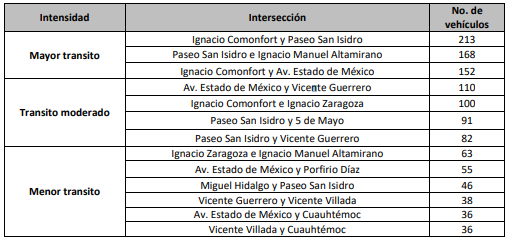 Intensidad Intersección No. de vehículos
Mayor transito
Ignacio Comonfort y Paseo San Isidro 213
Paseo San Isidro e Ignacio Manuel Altamirano 168
Ignacio Comonfort y Av. Estado de México 152
Transito moderado
Av. Estado de México y Vicente Guerrero 110
Ignacio Comonfort e Ignacio Zaragoza 100
Paseo San Isidro y 5 de Mayo 91
Paseo San Isidro y Vicente Guerrero 82
Menor transito
Ignacio Zaragoza e Ignacio Manuel Altamirano 63
Av. Estado de México y Porfirio Díaz 55
Miguel Hidalgo y Paseo San Isidro 46
Vicente Guerrero y Vicente Villada 38
Av. Estado de México y Cuauhtémoc 36
Vicente Villada y Cuauhtémoc 36